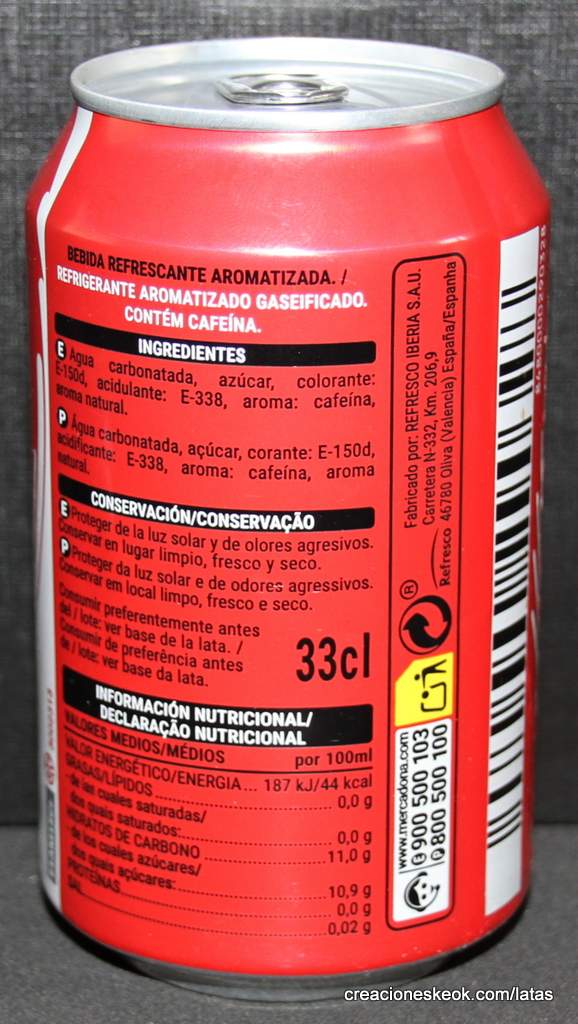 BEBIDA REFRESCANTE AROMATIZADA. /
REFRIGERANTE AROMATIZADO GASEIFICADO.
CONTÉM CAFEÍNA.
INGREDIENTES
E Agua carbonatada, azúcar, colorante:
E-150d, acidulante: E-338, aroma: cafeína,
aroma natural.
P Água carbonatada, açúcar, corante: E-150d,
acidificante: E-338, aroma: cafeína, aroma
natural.
CONSERVACIÓN/CONSERVAÇÃO
E Proteger de la luz solar y de olores agresivos.
Conservar en lugar limpio, fresco y seco.
P Proteger da luz solar e de odores agressivos.
Conservar em local limpo, fresco e seco.
Consumir preferentemente antes
del / lote: ver base de la lata. /
Consumir de preferência antes
de / lote: ver base da lata.
33cl
INFORMACIÓN NUTRICIONAL/
DECLARAÇÃO NUTRICIONAL
VALORES MEDIOS/MÉDIOS por 100ml
VALOR ENERGÉTICO/ENERGIA... 187 kJ/44 kcal
GRASAS/LÍPIDOS 0,0 g
- de las cuales saturadas/
dos quais saturados: 0,0 g
HIDRATOS DE CARBONO 11,0 g
- de los cuales azúcares/
dos quais açúcares: 10,9 g
PROTEÍNAS 0,0 g
SAL 0,02 g
Fabricado por: REFRESCO IBERIA S.A.U.
Carretera N-332, Km. 206,9
46780 Oliva (Valencia) España/Espanha
Refresco
®
www.mercadona.com
E 900 500 103
P 800 500 100
creacioneskeok.com/latas